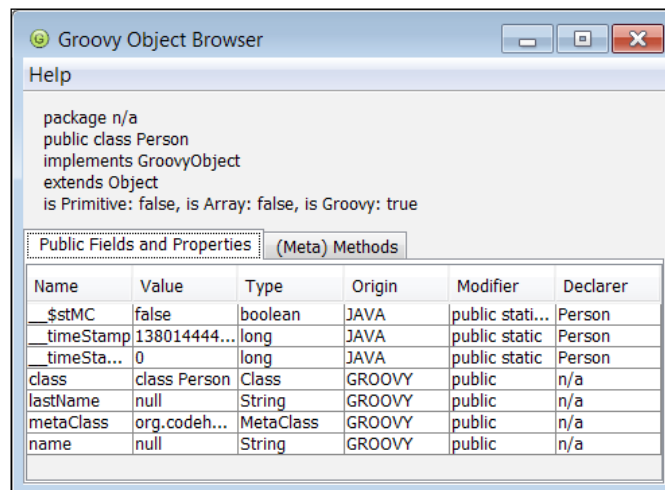 Groovy Object Browser
Help
package n/a
public class Person
implements GroovyObject
extends Object
is Primitive: false, is Array: false, is Groovy: true
Public Fields and Properties (Meta) Methods
Name Value Type Origin Modifier Declarer
__$stMC false boolean JAVA public stati... Person
__timeStamp 138014444... long JAVA public static Person
__timeSta... 0 long JAVA public static Person
class class Person Class GROOVY public n/a
lastName null String GROOVY public n/a
metaClass org.codeh... MetaClass GROOVY public n/a
name null String GROOVY public n/a